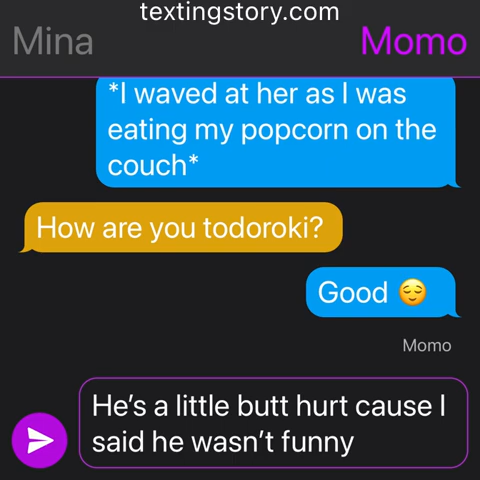 textingstory.com
Mina
Momo
*I waved at her as I was
eating my popcorn on the
couch*
How are you todoroki?
Good 😌
Momo
He’s a little butt hurt cause I
said he wasn’t funny